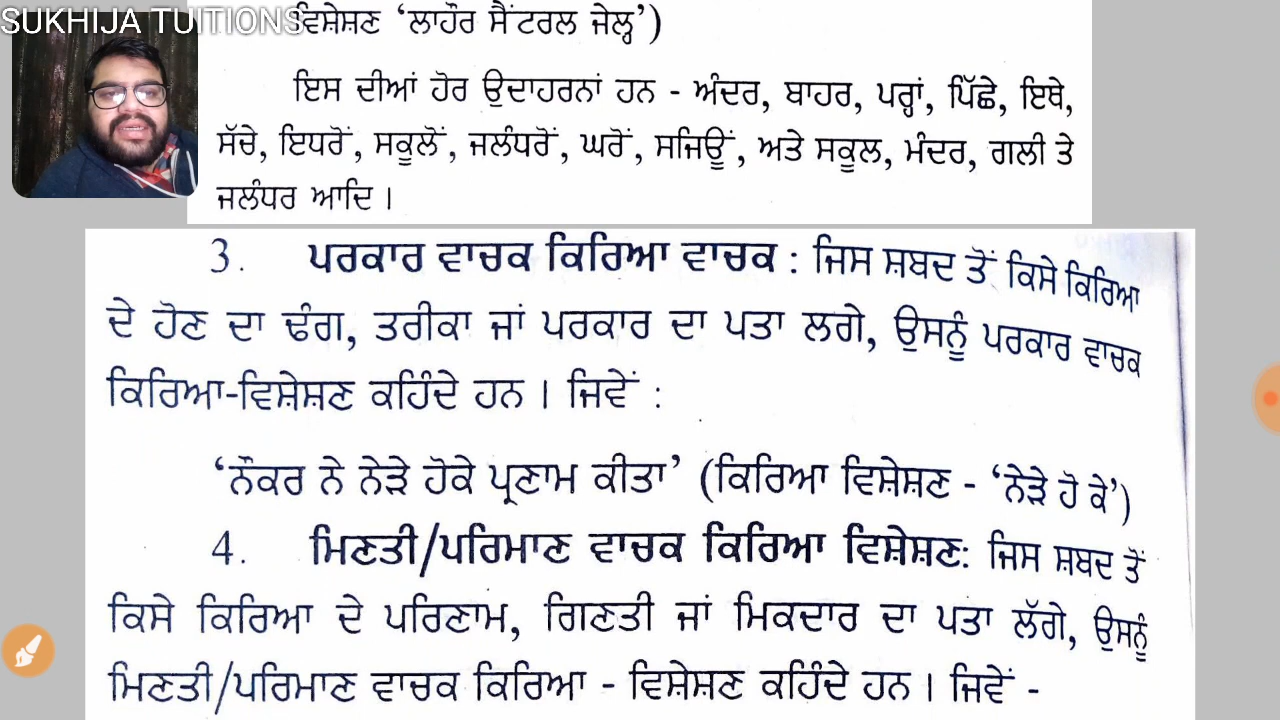 SUKHIJA TUITIONS
ਵਿਸ਼ੇਸ਼ਣ ‘ਲਾਹੌਰ ਸੈਂਟਰਲ ਜੇਲ੍ਹ’)
ਇਸ ਦੀਆਂ ਹੋਰ ਉਦਾਹਰਨਾਂ ਹਨ - ਅੰਦਰ, ਬਾਹਰ, ਪਰ੍ਹਾਂ, ਪਿੱਛੇ, ਇਥੇ,
ਸੱਚੇ, ਇਧਰੋਂ, ਸਕੂਲੋਂ, ਜਲੰਧਰੋਂ, ਘਰੋਂ, ਸਜਿਊਂ, ਅਤੇ ਸਕੂਲ, ਮੰਦਰ, ਗਲੀ ਤੇ
ਜਲੰਧਰ ਆਦਿ ।
3. ਪਰਕਾਰ ਵਾਚਕ ਕਿਰਿਆ ਵਾਚਕ : ਜਿਸ ਸ਼ਬਦ ਤੋਂ ਕਿਸੇ ਕਿਰਿਆ
ਦੇ ਹੋਣ ਦਾ ਢੰਗ, ਤਰੀਕਾ ਜਾਂ ਪਰਕਾਰ ਦਾ ਪਤਾ ਲਗੇ, ਉਸਨੂੰ ਪਰਕਾਰ ਵਾਚਕ
ਕਿਰਿਆ-ਵਿਸ਼ੇਸ਼ਣ ਕਹਿੰਦੇ ਹਨ । ਜਿਵੇਂ :
‘ਨੌਕਰ ਨੇ ਨੇੜੇ ਹੋਕੇ ਪ੍ਰਣਾਮ ਕੀਤਾ’ (ਕਿਰਿਆ ਵਿਸ਼ੇਸ਼ਣ - ‘ਨੇੜੇ ਹੋ ਕੇ’)
4. ਮਿਣਤੀ/ਪਰਿਮਾਣ ਵਾਚਕ ਕਿਰਿਆ ਵਿਸ਼ੇਸ਼ਣ: ਜਿਸ ਸ਼ਬਦ ਤੋਂ
ਕਿਸੇ ਕਿਰਿਆ ਦੇ ਪਰਿਣਾਮ, ਗਿਣਤੀ ਜਾਂ ਮਿਕਦਾਰ ਦਾ ਪਤਾ ਲੱਗੇ, ਉਸਨੂੰ
ਮਿਣਤੀ/ਪਰਿਮਾਣ ਵਾਚਕ ਕਿਰਿਆ - ਵਿਸ਼ੇਸ਼ਣ ਕਹਿੰਦੇ ਹਨ । ਜਿਵੇਂ -